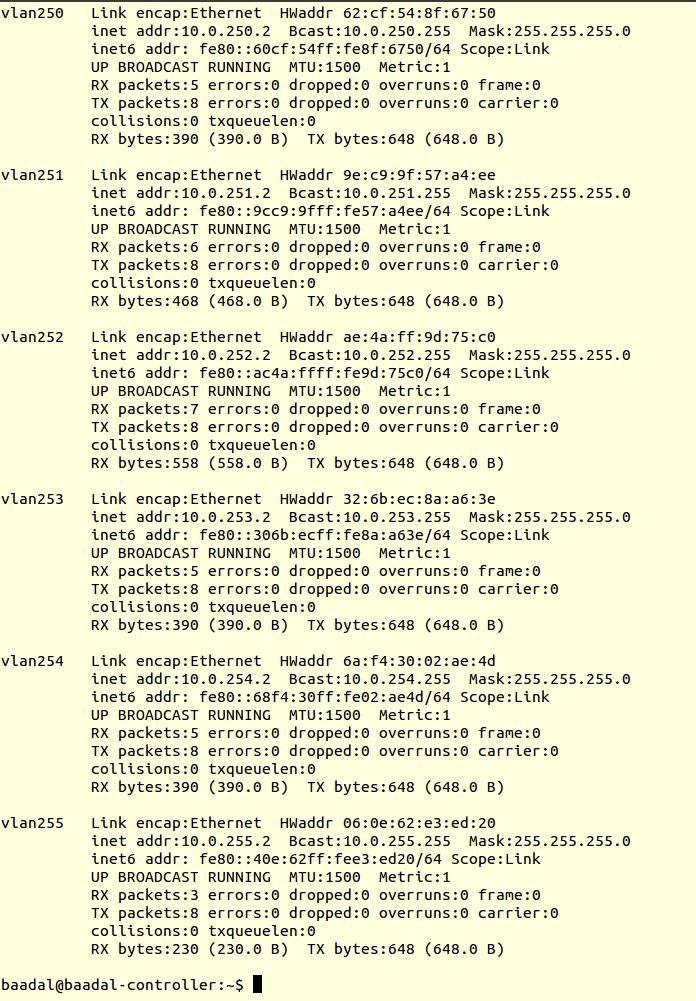 vlan250   Link encap:Ethernet  HWaddr 62:cf:54:8f:67:50
          inet addr:10.0.250.2  Bcast:10.0.250.255  Mask:255.255.255.0
          inet6 addr: fe80::60cf:54ff:fe8f:6750/64 Scope:Link
          UP BROADCAST RUNNING  MTU:1500  Metric:1
          RX packets:5 errors:0 dropped:0 overruns:0 frame:0
          TX packets:8 errors:0 dropped:0 overruns:0 carrier:0
          collisions:0 txqueuelen:0
          RX bytes:390 (390.0 B)  TX bytes:648 (648.0 B)

vlan251   Link encap:Ethernet  HWaddr 9e:c9:9f:57:a4:ee
          inet addr:10.0.251.2  Bcast:10.0.251.255  Mask:255.255.255.0
          inet6 addr: fe80::9cc9:9fff:fe57:a4ee/64 Scope:Link
          UP BROADCAST RUNNING  MTU:1500  Metric:1
          RX packets:6 errors:0 dropped:0 overruns:0 frame:0
          TX packets:8 errors:0 dropped:0 overruns:0 carrier:0
          collisions:0 txqueuelen:0
          RX bytes:468 (468.0 B)  TX bytes:648 (648.0 B)

vlan252   Link encap:Ethernet  HWaddr ae:4a:ff:9d:75:c0
          inet addr:10.0.252.2  Bcast:10.0.252.255  Mask:255.255.255.0
          inet6 addr: fe80::ac4a:ffff:fe9d:75c0/64 Scope:Link
          UP BROADCAST RUNNING  MTU:1500  Metric:1
          RX packets:7 errors:0 dropped:0 overruns:0 frame:0
          TX packets:8 errors:0 dropped:0 overruns:0 carrier:0
          collisions:0 txqueuelen:0
          RX bytes:558 (558.0 B)  TX bytes:648 (648.0 B)

vlan253   Link encap:Ethernet  HWaddr 32:6b:ec:8a:a6:3e
          inet addr:10.0.253.2  Bcast:10.0.253.255  Mask:255.255.255.0
          inet6 addr: fe80::306b:ecff:fe8a:a63e/64 Scope:Link
          UP BROADCAST RUNNING  MTU:1500  Metric:1
          RX packets:5 errors:0 dropped:0 overruns:0 frame:0
          TX packets:8 errors:0 dropped:0 overruns:0 carrier:0
          collisions:0 txqueuelen:0
          RX bytes:390 (390.0 B)  TX bytes:648 (648.0 B)

vlan254   Link encap:Ethernet  HWaddr 6a:f4:30:02:ae:4d
          inet addr:10.0.254.2  Bcast:10.0.254.255  Mask:255.255.255.0
          inet6 addr: fe80::68f4:30ff:fe02:ae4d/64 Scope:Link
          UP BROADCAST RUNNING  MTU:1500  Metric:1
          RX packets:5 errors:0 dropped:0 overruns:0 frame:0
          TX packets:8 errors:0 dropped:0 overruns:0 carrier:0
          collisions:0 txqueuelen:0
          RX bytes:390 (390.0 B)  TX bytes:648 (648.0 B)

vlan255   Link encap:Ethernet  HWaddr 06:0e:62:e3:ed:20
          inet addr:10.0.255.2  Bcast:10.0.255.255  Mask:255.255.255.0
          inet6 addr: fe80::40e:62ff:fee3:ed20/64 Scope:Link
          UP BROADCAST RUNNING  MTU:1500  Metric:1
          RX packets:3 errors:0 dropped:0 overruns:0 frame:0
          TX packets:8 errors:0 dropped:0 overruns:0 carrier:0
          collisions:0 txqueuelen:0
          RX bytes:230 (230.0 B)  TX bytes:648 (648.0 B)

baadal@baadal-controller:~$